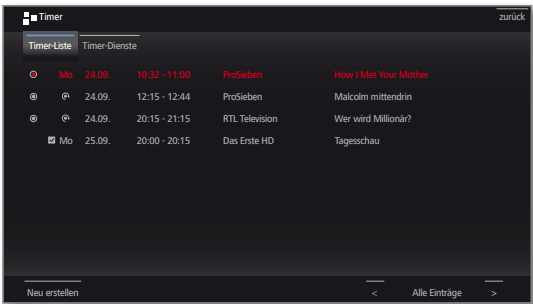 Timer zurück
Timer-Liste Timer-Dienste
Mo 24.09. 10:32 - 11:00 ProSieben How I Met Your Mother
24.09. 12:15 - 12:44 ProSieben Malcolm mittendrin
24.09. 20:15 - 21:15 RTL Television Wer wird Millionär?
Mo 25.09. 20:00 - 20:15 Das Erste HD Tagesschau
Neu erstellen < Alle Einträge >